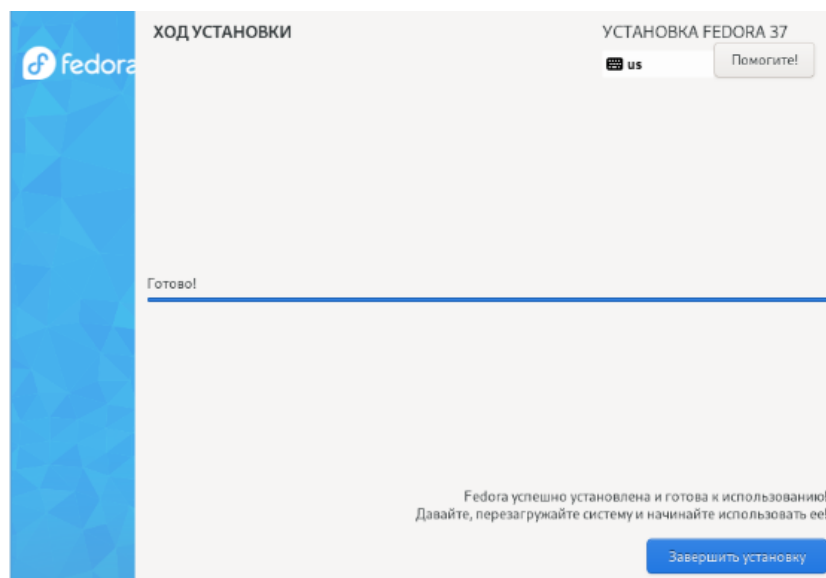 ХОД УСТАНОВКИ
УСТАНОВКА FEDORA 37
fedora
us
Помогите!
Готово!
Fedora успешно установлена и готова к использованию!
Давайте, перезагружайте систему и начинайте использовать ее!
Завершить установку